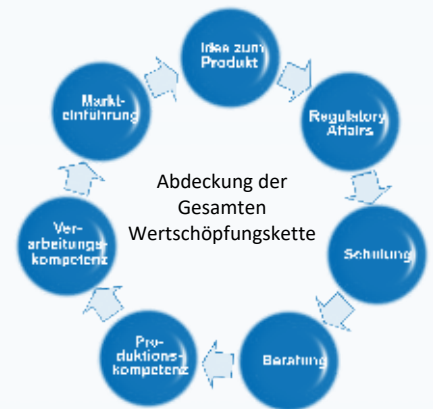 Idee zum
Produkt
Regulatory
Affairs
Schulung
Beratung
Pro-
duktions-
kompetenz
Ver-
arbeitungs-
kompetenz
Markt-
einführung
Abdeckung der
Gesamten
Wertschöpfungskette